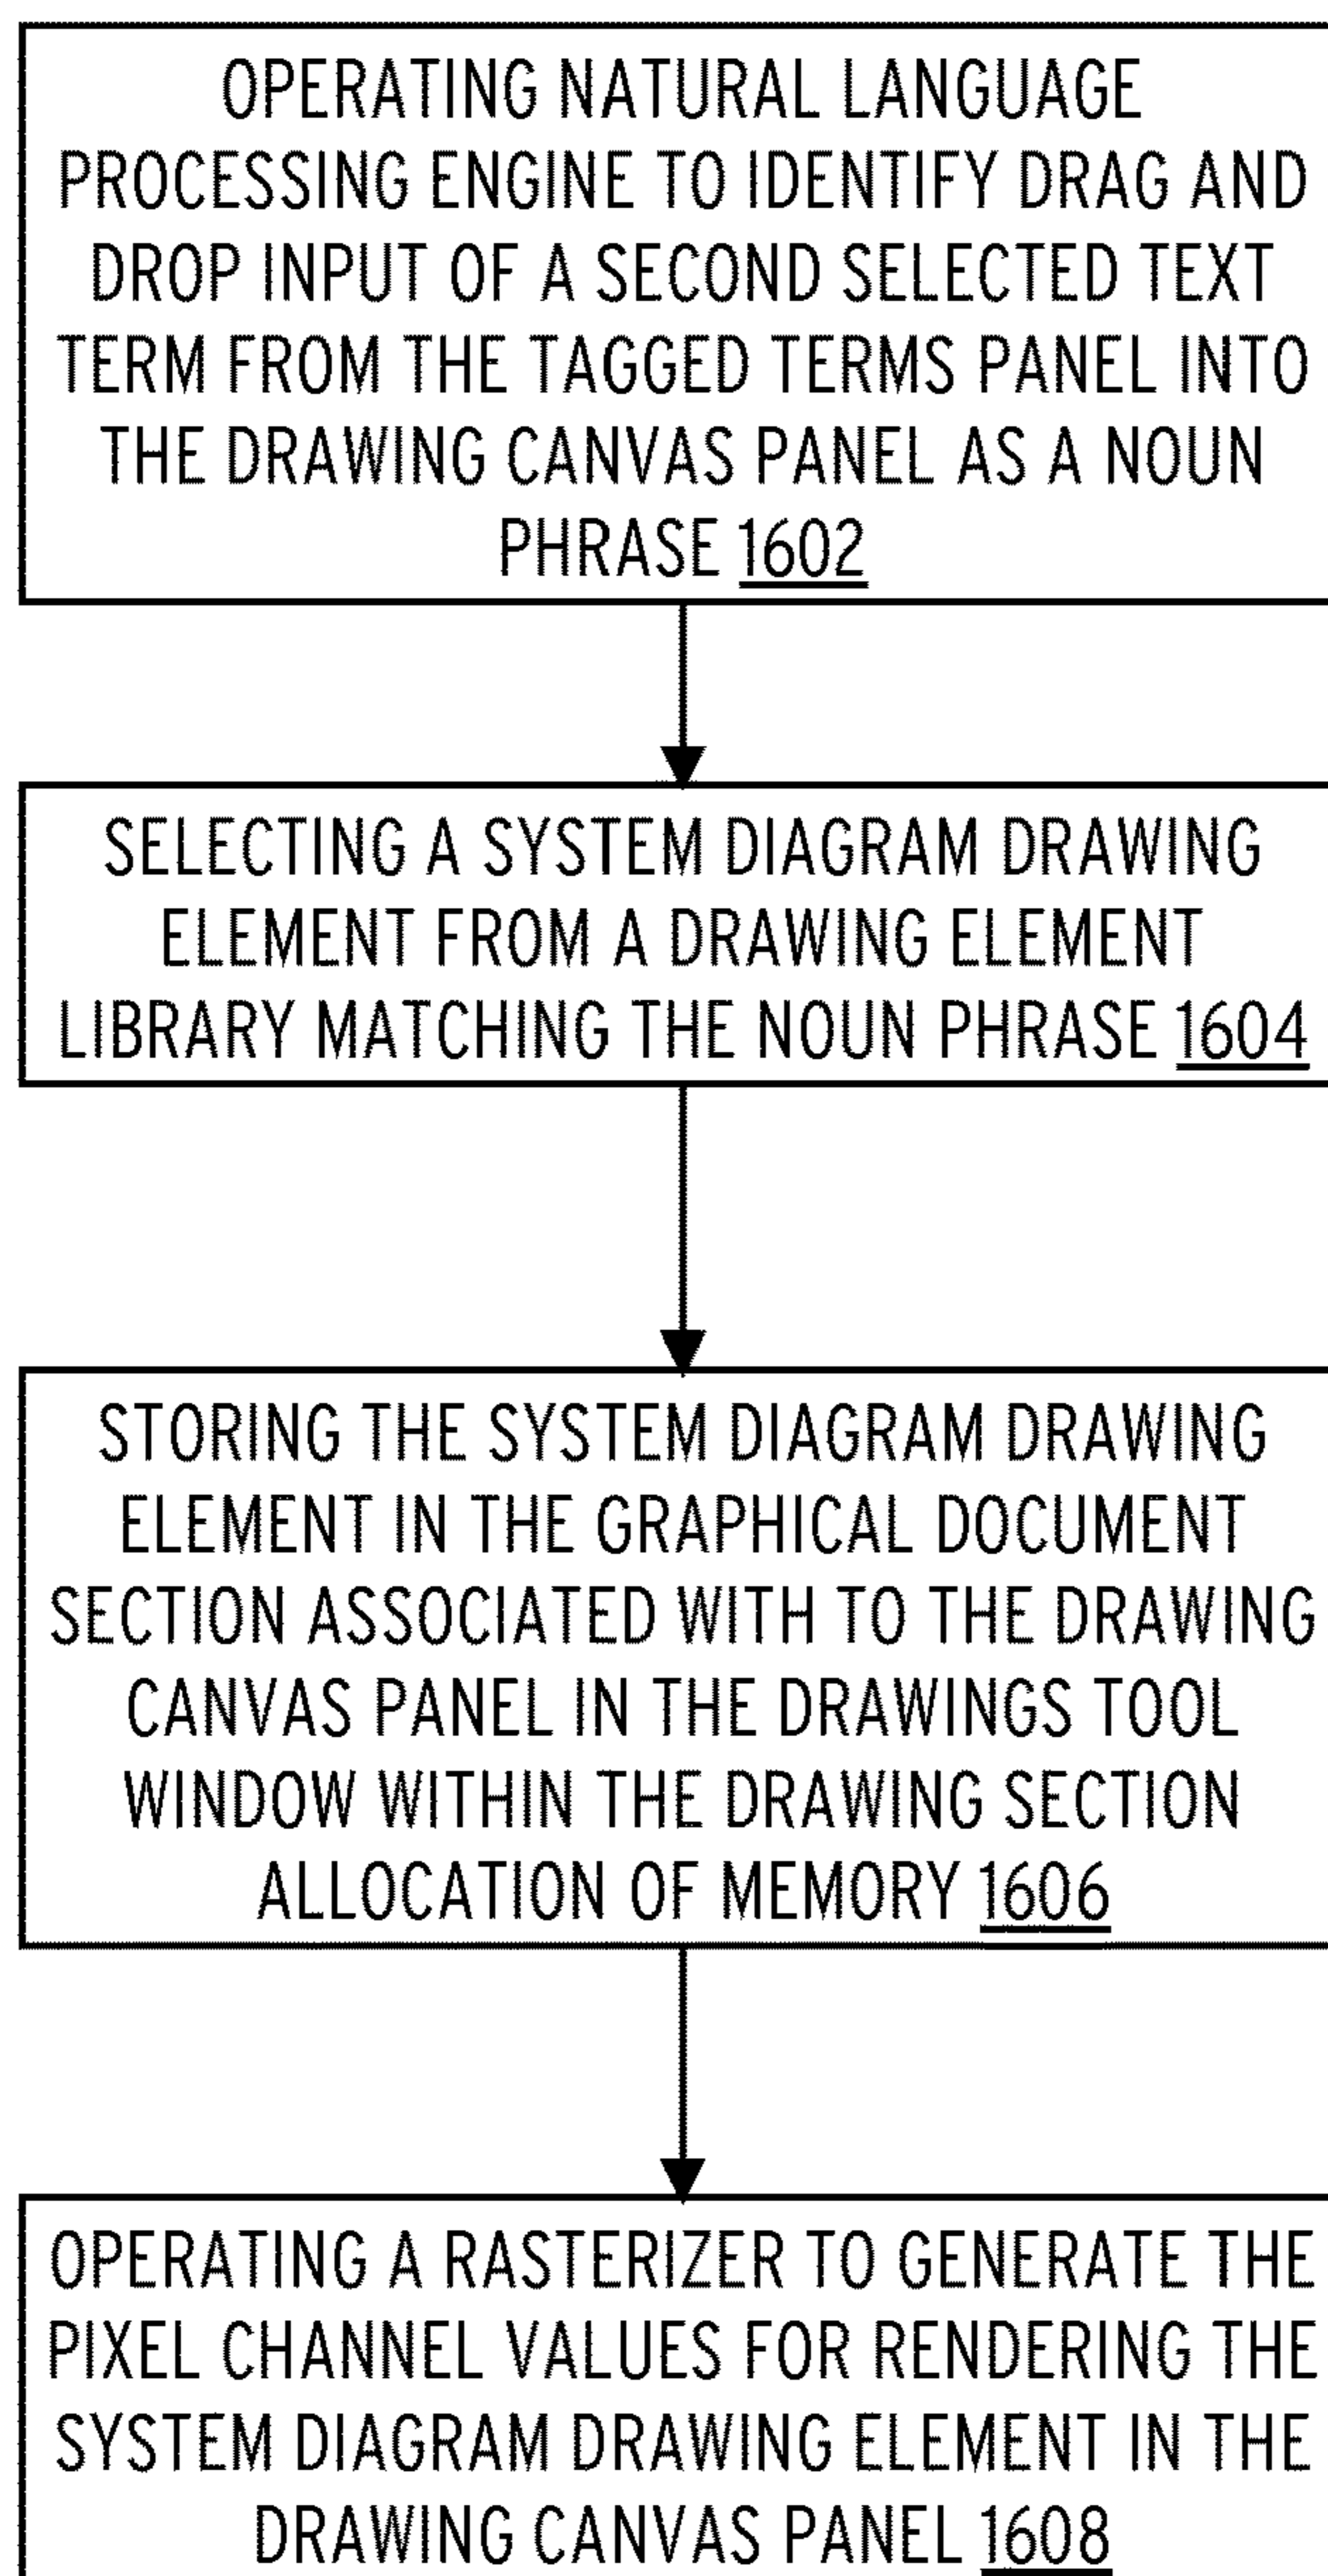 OPERATING NATURAL LANGUAGE
PROCESSING ENGINE TO IDENTIFY DRAG AND
DROP INPUT OF A SECOND SELECTED TEXT
TERM FROM THE TAGGED TERMS PANEL INTO
THE DRAWING CANVAS PANEL AS A NOUN
PHRASE 1602
SELECTING A SYSTEM DIAGRAM DRAWING
ELEMENT FROM A DRAWING ELEMENT
LIBRARY MATCHING THE NOUN PHRASE 1604
STORING THE SYSTEM DIAGRAM DRAWING
ELEMENT IN THE GRAPHICAL DOCUMENT
SECTION ASSOCIATED WITH TO THE DRAWING
CANVAS PANEL IN THE DRAWINGS TOOL
WINDOW WITHIN THE DRAWING SECTION
ALLOCATION OF MEMORY 1606
OPERATING A RASTERIZER TO GENERATE THE
PIXEL CHANNEL VALUES FOR RENDERING THE
SYSTEM DIAGRAM DRAWING ELEMENT IN THE
DRAWING CANVAS PANEL 1608